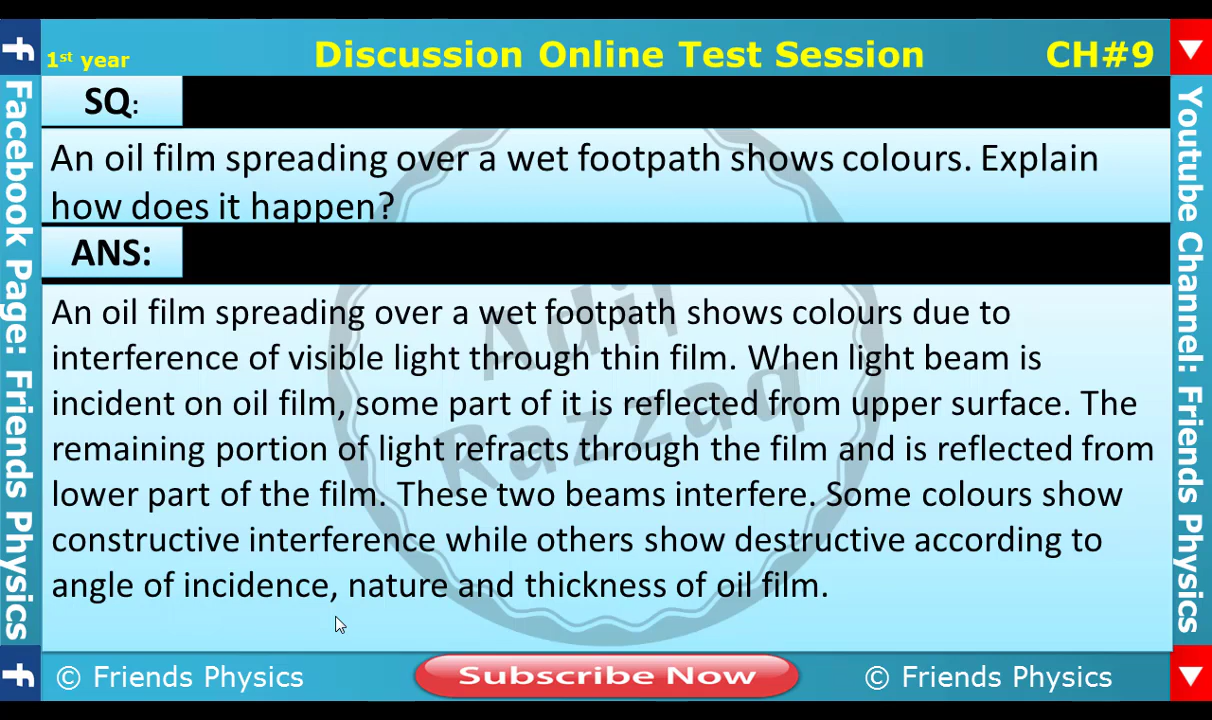 1st year
Discussion Online Test Session
CH#9
SQ:
An oil film spreading over a wet footpath shows colours. Explain
how does it happen?
ANS:
An oil film spreading over a wet footpath shows colours due to
interference of visible light through thin film. When light beam is
incident on oil film, some part of it is reflected from upper surface. The
remaining portion of light refracts through the film and is reflected from
lower part of the film. These two beams interfere. Some colours show
constructive interference while others show destructive according to
angle of incidence, nature and thickness of oil film.
Adil
Razzaq
Facebook Page: Friends Physics
Youtube Channel: Friends Physics
© Friends Physics
Subscribe Now
© Friends Physics